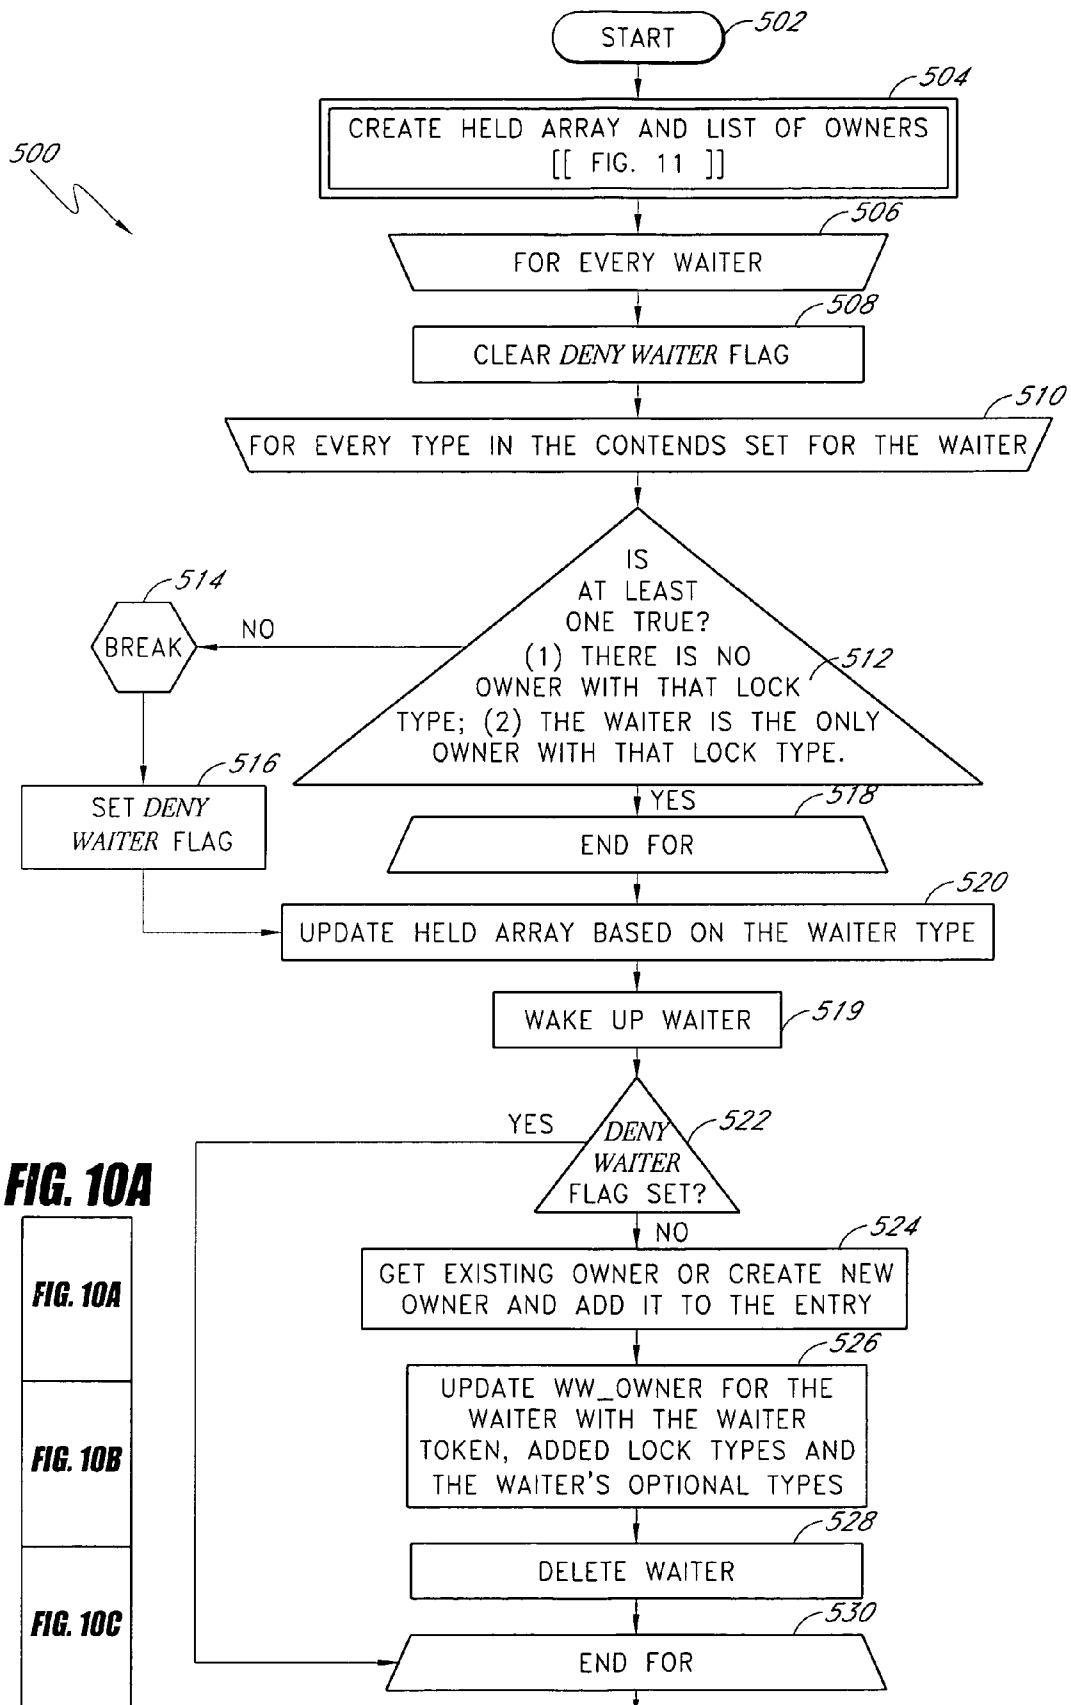 START
502
504
CREATE HELD ARRAY AND LIST OF OWNERS
[[ FIG. 11 ]]
500
506
FOR EVERY WAITER
508
CLEAR DENY WAITER FLAG
510
FOR EVERY TYPE IN THE CONTENDS SET FOR THE WAITER
IS
AT LEAST
ONE TRUE?
(1) THERE IS NO
OWNER WITH THAT LOCK
TYPE; (2) THE WAITER IS THE ONLY
OWNER WITH THAT LOCK TYPE.
512
NO
514
BREAK
516
SET DENY
WAITER FLAG
YES
518
END FOR
520
UPDATE HELD ARRAY BASED ON THE WAITER TYPE
WAKE UP WAITER
519
YES
DENY
WAITER
FLAG SET?
522
NO
524
GET EXISTING OWNER OR CREATE NEW
OWNER AND ADD IT TO THE ENTRY
526
UPDATE WW_OWNER FOR THE
WAITER WITH THE WAITER
TOKEN, ADDED LOCK TYPES AND
THE WAITER'S OPTIONAL TYPES
528
DELETE WAITER
530
END FOR
FIG. 10A
FIG. 10A
FIG. 10B
FIG. 10C